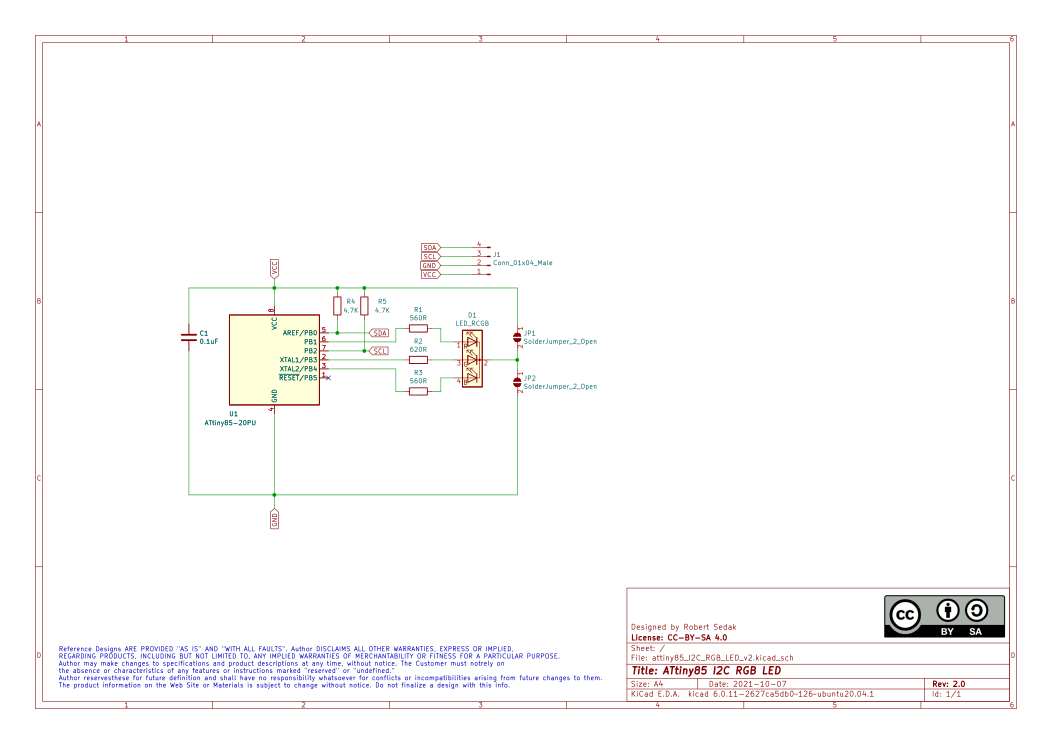 1 2 3 4 5 6
A A
SDA 4
SCL 3 J1
GND 2 Conn_01x04_Male
VCC 1
VCC
B B
R4 R5
4.7K 4.7K
R1
560R
D1
LED_RCGB
8
VCC
C1
0.1uF
AREF/PB0 5 SDA
PB1 6
PB2 7 SCL
XTAL1/PB3 2
XTAL2/PB4 3
RESET/PB5 1
GND
4
R2
620R
R3
560R
1 R
3 G 2
4 B
1
JP1
SolderJumper_2_Open
2
1
JP2
SolderJumper_2_Open
2
U1
ATtiny85-20PU
C C
GND
Designed by Robert Sedak
License: CC-BY-SA 4.0
cc BY SA
Sheet: /
File: attiny85_I2C_RGB_LED_v2.kicad_sch
Title: ATtiny85 I2C RGB LED
Size: A4 Date: 2021-10-07 Rev: 2.0
KiCad E.D.A. kicad 6.0.11-2627ca5db0~126~ubuntu20.04.1 Id: 1/1
D D
Reference Designs ARE PROVIDED "AS IS" AND "WITH ALL FAULTS". Author DISCLAIMS ALL OTHER WARRANTIES, EXPRESS OR IMPLIED,
REGARDING PRODUCTS, INCLUDING BUT NOT LIMITED TO, ANY IMPLIED WARRANTIES OF MERCHANTABILITY OR FITNESS FOR A PARTICULAR PURPOSE.
Author may make changes to specifications and product descriptions at any time, without notice. The Customer must notrely on
the absence or characteristics of any features or instructions marked "reserved" or "undefined."
Author reservesthese for future definition and shall have no responsibility whatsoever for conflicts or incompatibilities arising from future changes to them.
The product information on the Web Site or Materials is subject to change without notice. Do not finalize a design with this info.
1 2 3 4 5 6